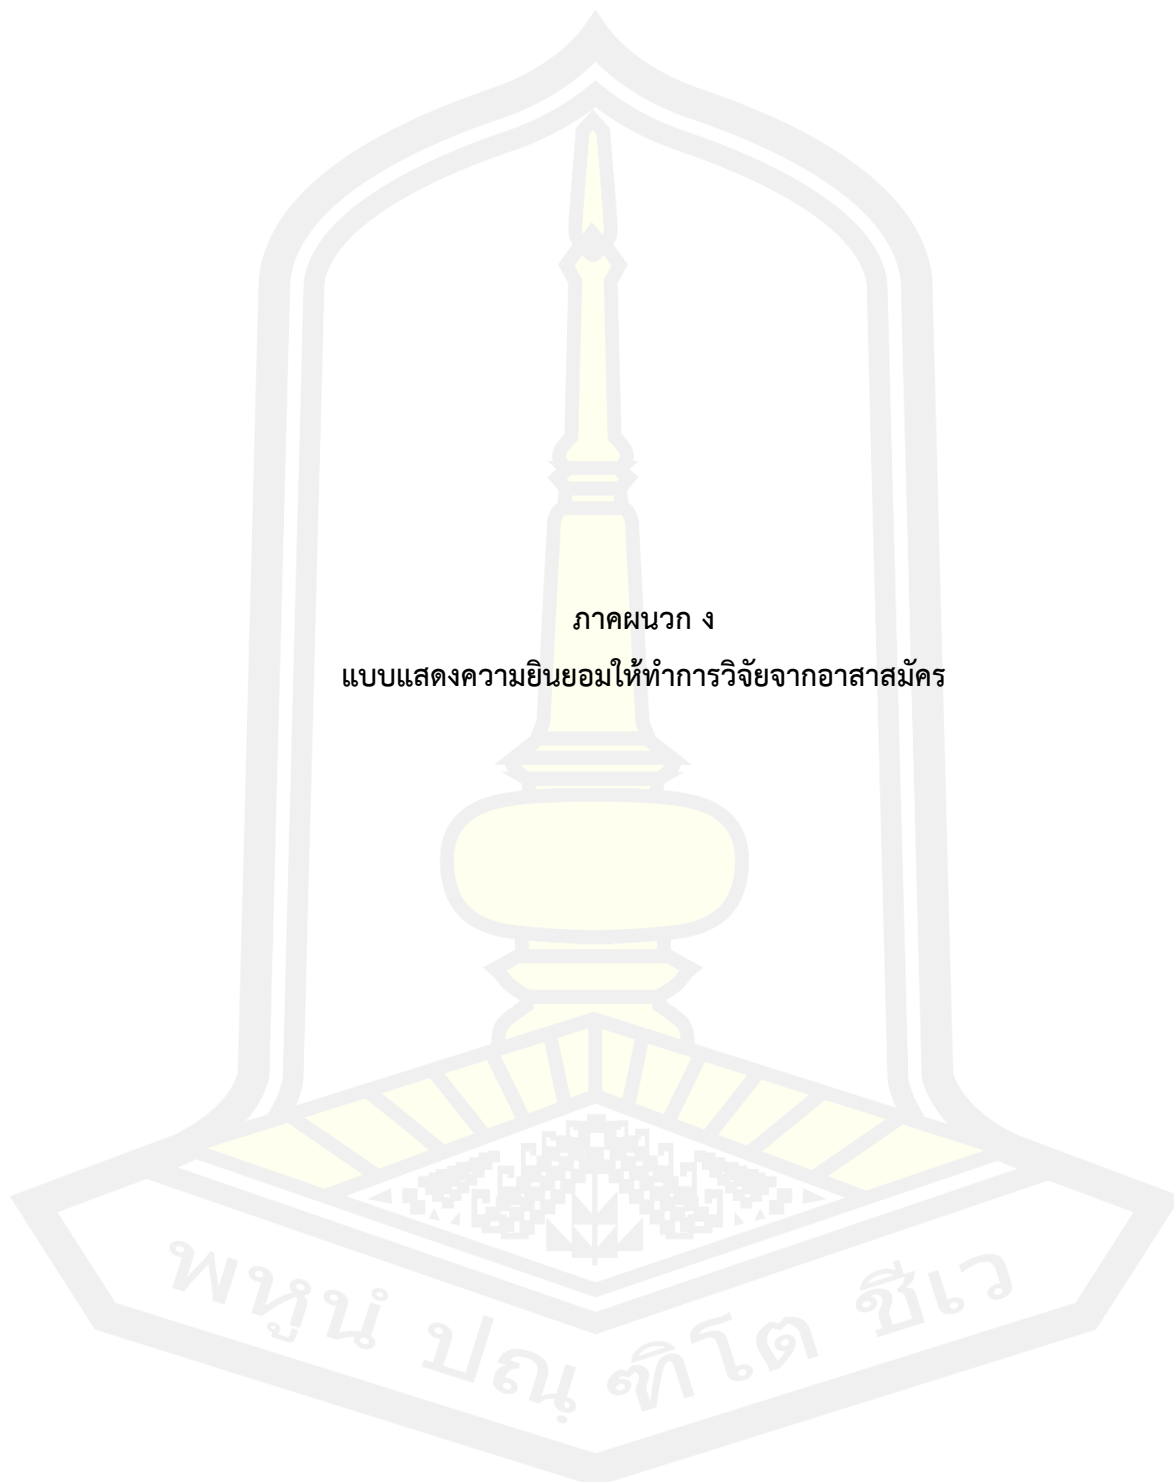 ภาคผนวก ง
แบบแสดงความยินยอมให้ทำการวิจัยจากอาสาสมัคร
พหูนํ ปณฺฑิโต ชีเว